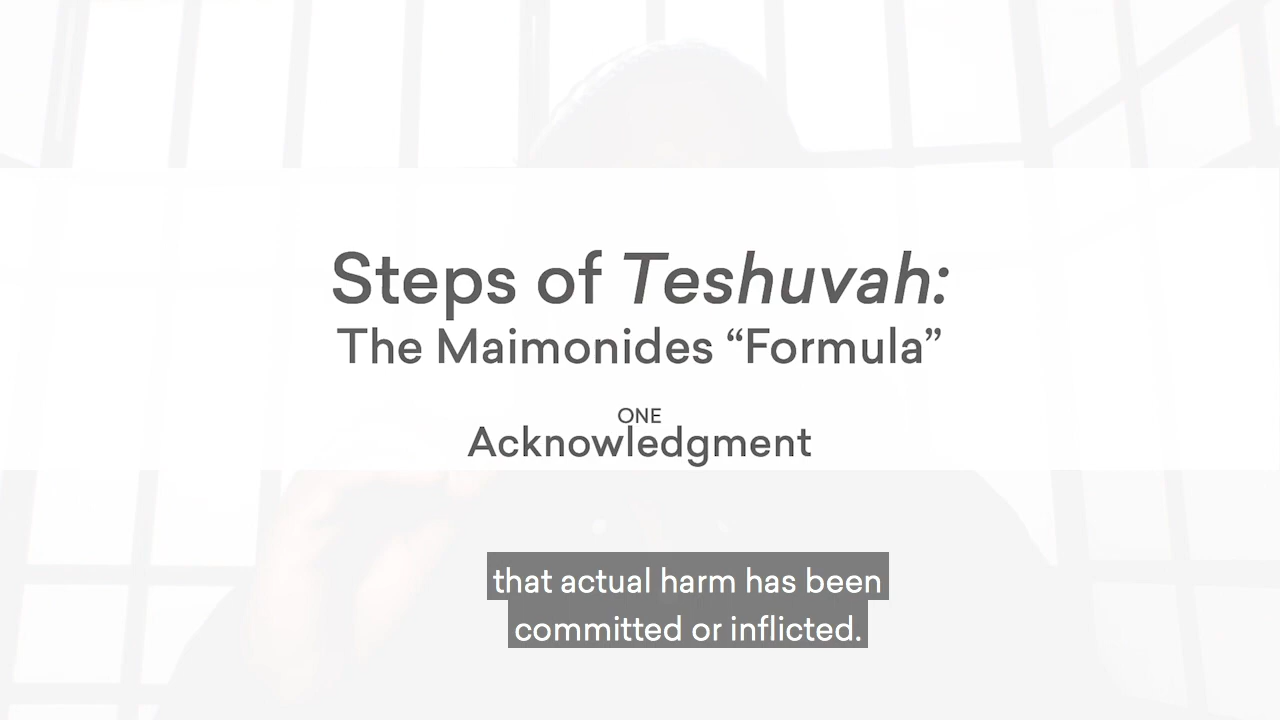 Steps of Teshuvah:
The Maimonides “Formula”
ONE
Acknowledgment
that actual harm has been
committed or inflicted.